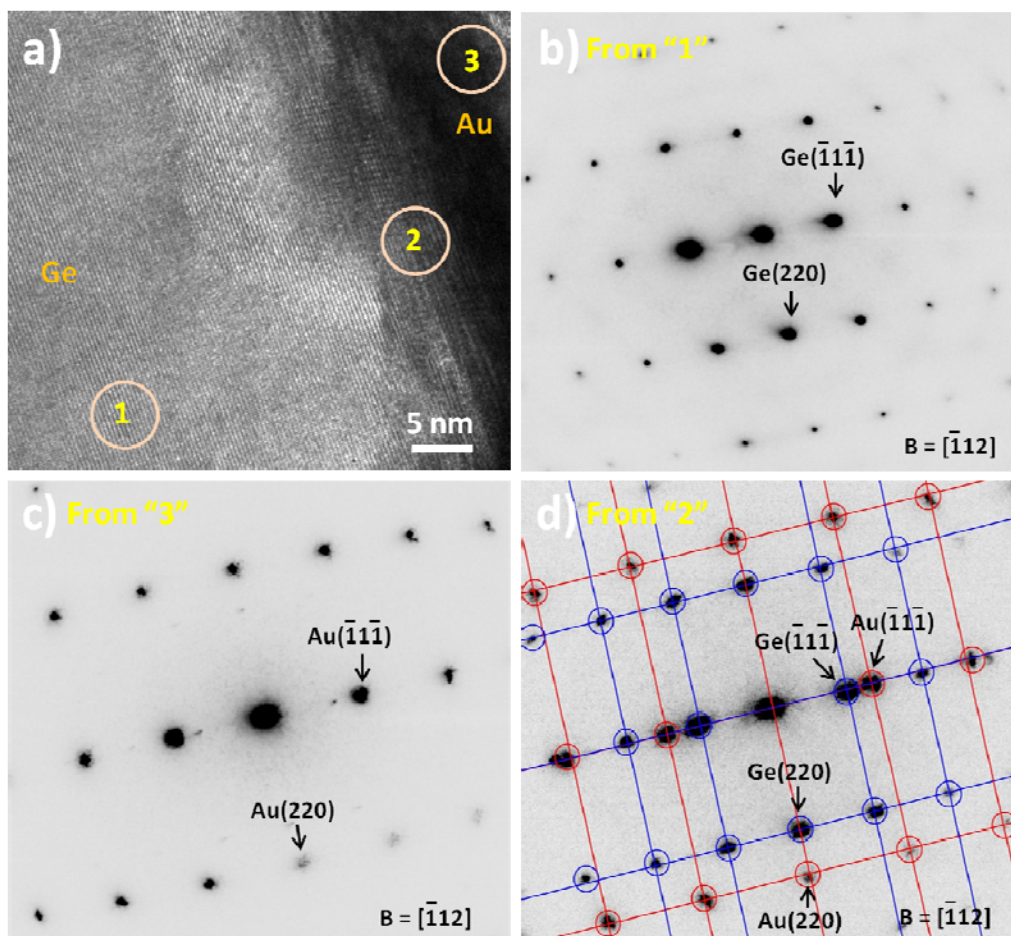 a)
3
Au
2
Ge
1
5 nm
b) From “1”
Ge(1̄11̄)
Ge(220)
B = [1̄12]
c) From “3”
Au(1̄11̄)
Au(220)
B = [1̄12]
d) From “2”
Ge(1̄11̄)
Au(1̄11̄)
Ge(220)
Au(220)
B = [1̄12]